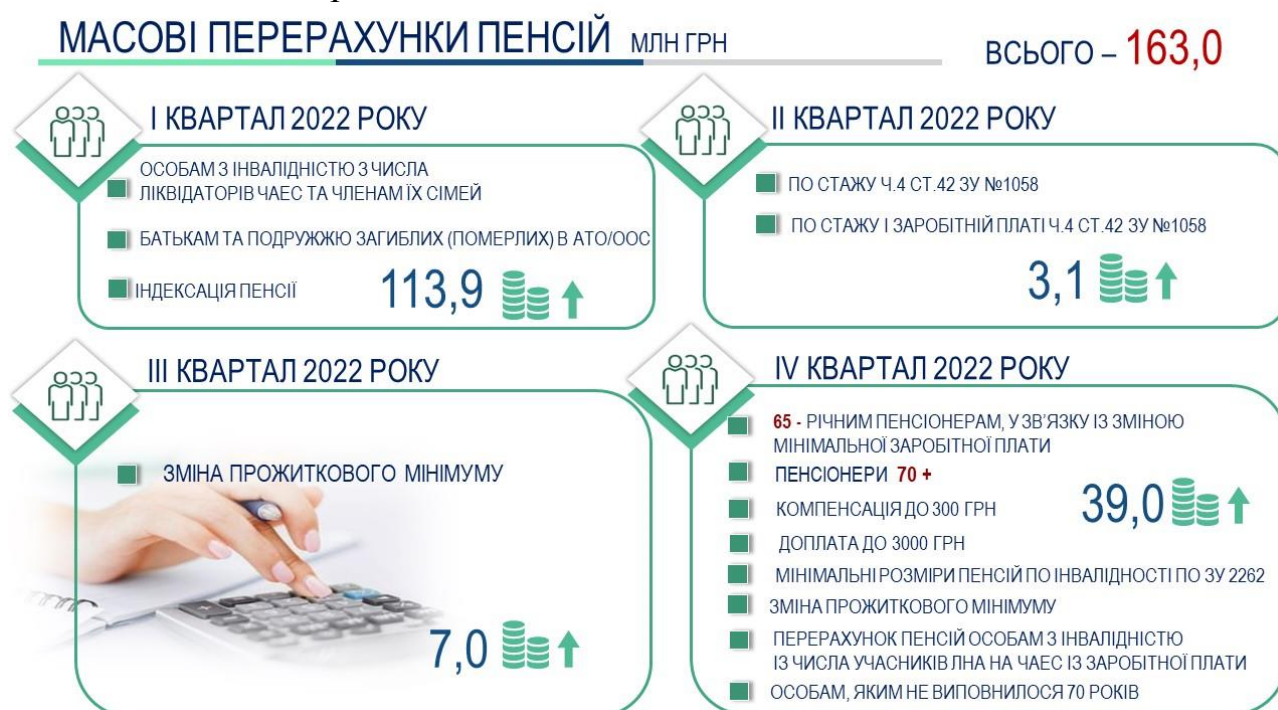 МАСОВІ ПЕРЕРАХУНКИ ПЕНСІЙ МЛН ГРН
ВСЬОГО – 163,0
І КВАРТАЛ 2022 РОКУ
ОСОБАМ З ІНВАЛІДНІСТЮ З ЧИСЛА
ЛІКВІДАТОРІВ ЧАЕС ТА ЧЛЕНАМ ЇХ СІМЕЙ
БАТЬКАМ ТА ПОДРУЖЖЮ ЗАГИБЛИХ (ПОМЕРЛИХ) В АТО/ООС
ІНДЕКСАЦІЯ ПЕНСІЇ
113,9
ІІ КВАРТАЛ 2022 РОКУ
ПО СТАЖУ Ч.4 СТ.42 ЗУ №1058
ПО СТАЖУ І ЗАРОБІТНІЙ ПЛАТІ Ч.4 СТ.42 ЗУ №1058
3,1
ІІІ КВАРТАЛ 2022 РОКУ
ЗМІНА ПРОЖИТКОВОГО МІНІМУМУ
7,0
IV КВАРТАЛ 2022 РОКУ
65 - РІЧНИМ ПЕНСІОНЕРАМ, У ЗВ'ЯЗКУ ІЗ ЗМІНОЮ
МІНІМАЛЬНОЇ ЗАРОБІТНОЇ ПЛАТИ
ПЕНСІОНЕРИ 70 +
КОМПЕНСАЦІЯ ДО 300 ГРН
ДОПЛАТА ДО 3000 ГРН
МІНІМАЛЬНІ РОЗМІРИ ПЕНСІЙ ПО ІНВАЛІДНОСТІ ПО ЗУ 2262
ЗМІНА ПРОЖИТКОВОГО МІНІМУМУ
ПЕРЕРАХУНОК ПЕНСІЙ ОСОБАМ З ІНВАЛІДНІСТЮ
ІЗ ЧИСЛА УЧАСНИКІВ ЛНА НА ЧАЕС ІЗ ЗАРОБІТНОЇ ПЛАТИ
ОСОБАМ, ЯКИМ НЕ ВИПОВНИЛОСЯ 70 РОКІВ
39,0